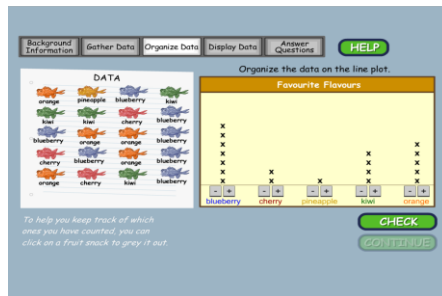 Background Information
Gather Data
Organize Data
Display Data
Answer Questions
HELP
Organize the data on the line plot.
DATA
orange pineapple blueberry kiwi
kiwi kiwi cherry blueberry
blueberry orange orange blueberry
cherry blueberry orange blueberry
orange cherry kiwi blueberry
Favourite Flavours
x
x
x x
x x
x x x
x x x
x x x x
x x x x x
- + - + - + - + - +
blueberry cherry pineapple kiwi orange
To help you keep track of which
ones you have counted, you can
click on a fruit snack to gray it out.
CHECK
CONTINUE